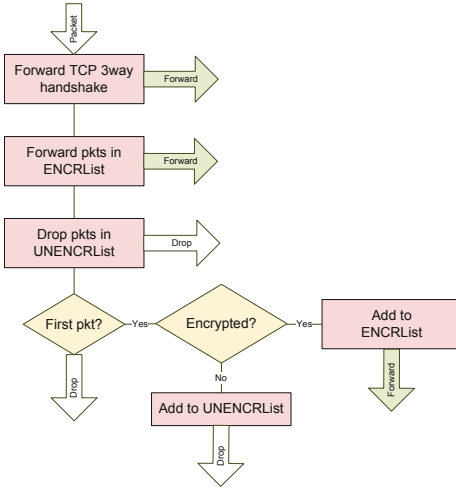 Packet
Forward TCP 3way
handshake
Forward
Forward pkts in
ENCRList
Forward
Drop pkts in
UNENCRList
Drop
First pkt?
Yes
Encrypted?
Yes
Add to
ENCRList
Drop
No
Forward
Add to UNENCRList
Drop